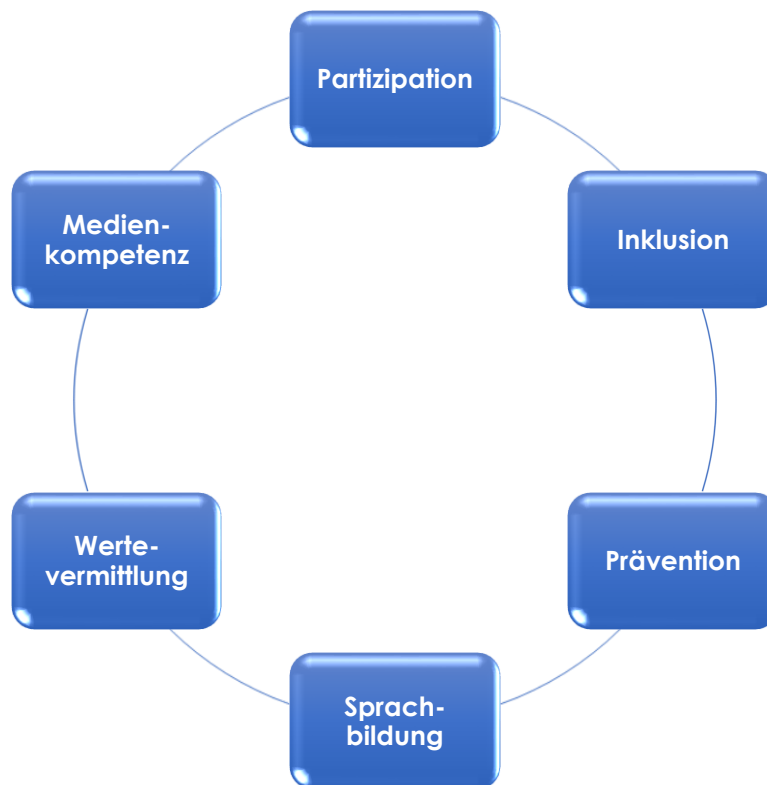 Partizipation
Inklusion
Prävention
Sprach-
bildung
Werte-
vermittlung
Medien-
kompetenz